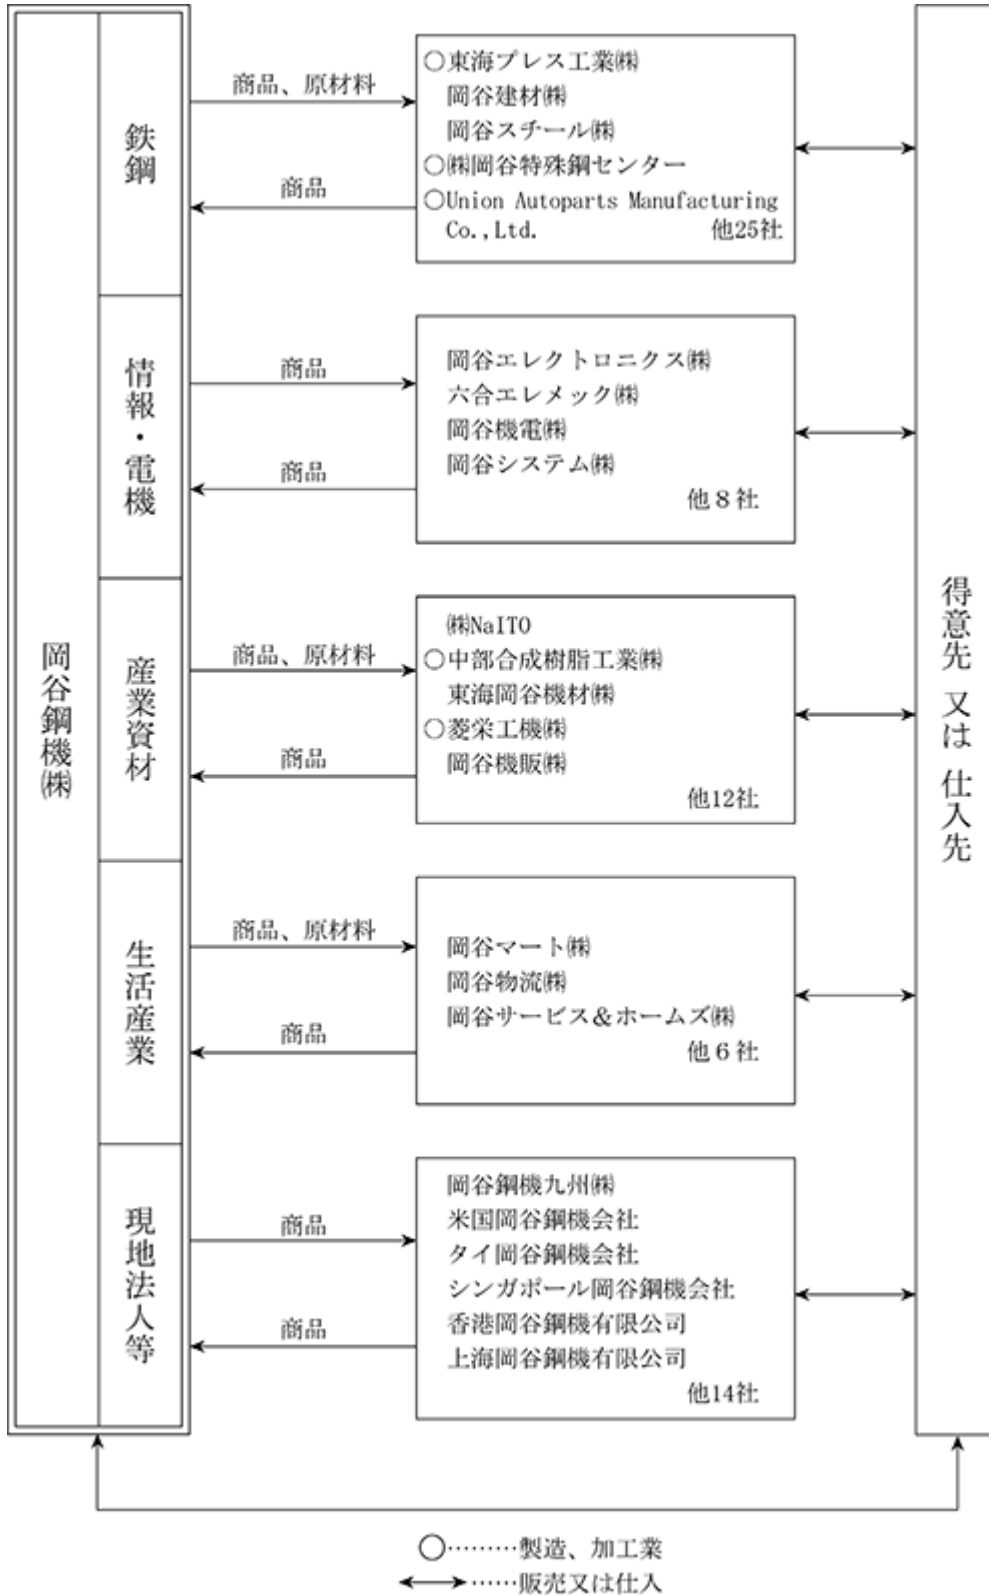 岡谷鋼機㈱
鉄鋼
商品、原材料
商品
○東海プレス工業㈱
岡谷建材㈱
岡谷スチール㈱
○㈱岡谷特殊鋼センター
○Union Autoparts Manufacturing
Co.,Ltd. 他25社
情報・電機
商品
商品
岡谷エレクトロニクス㈱
六合エレメック㈱
岡谷機電㈱
岡谷システム㈱
他８社
産業資材
商品、原材料
商品
㈱NaITO
○中部合成樹脂工業㈱
東海岡谷機材㈱
○菱栄工機㈱
岡谷機販㈱
他12社
生活産業
商品、原材料
商品
岡谷マート㈱
岡谷物流㈱
岡谷サービス＆ホームズ㈱
他６社
現地法人等
商品
商品
岡谷鋼機九州㈱
米国岡谷鋼機会社
タイ岡谷鋼機会社
シンガポール岡谷鋼機会社
香港岡谷鋼機有限公司
上海岡谷鋼機有限公司
他14社
得意先 又は 仕入先
○………製造、加工業
←→……販売又は仕入